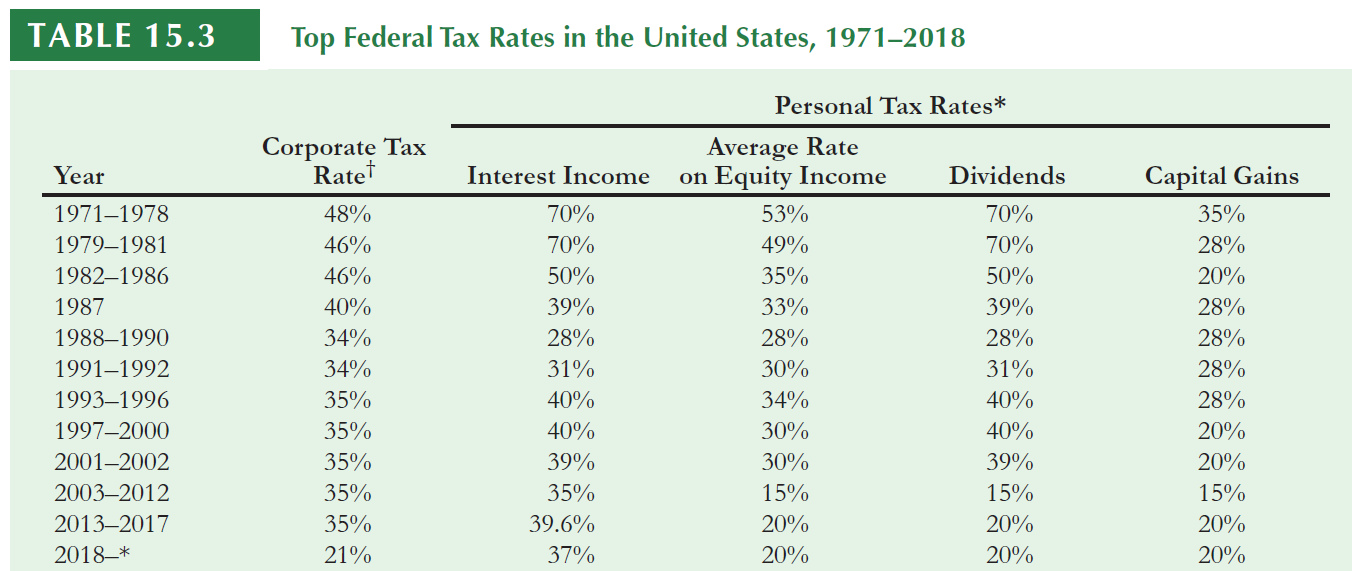 TABLE 15.3 Top Federal Tax Rates in the United States, 1971–2018
Personal Tax Rates*
Corporate Tax Average Rate
Year Rate† Interest Income on Equity Income Dividends Capital Gains
1971–1978 48% 70% 53% 70% 35%
1979–1981 46% 70% 49% 70% 28%
1982–1986 46% 50% 35% 50% 20%
1987 40% 39% 33% 39% 28%
1988–1990 34% 28% 28% 28% 28%
1991–1992 34% 31% 30% 31% 28%
1993–1996 35% 40% 34% 40% 28%
1997–2000 35% 40% 30% 40% 20%
2001–2002 35% 39% 30% 39% 20%
2003–2012 35% 35% 15% 15% 15%
2013–2017 35% 39.6% 20% 20% 20%
2018–* 21% 37% 20% 20% 20%